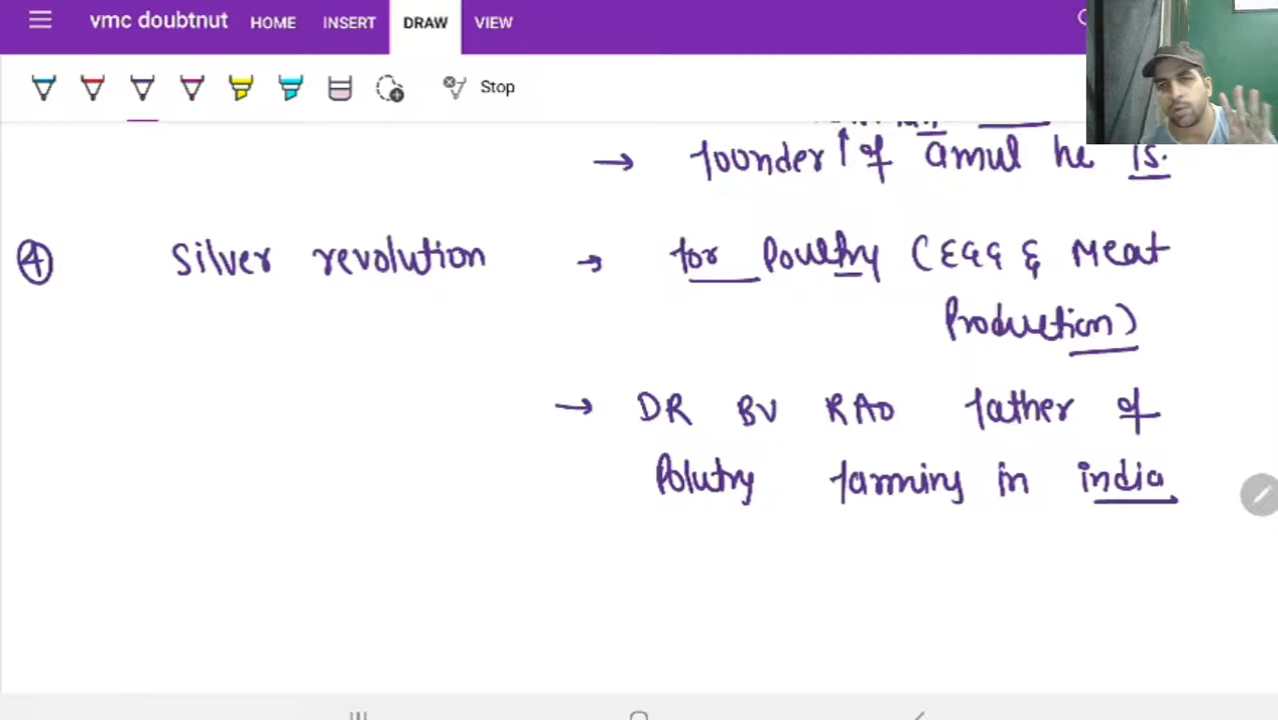 vmc doubtnut HOME INSERT DRAW VIEW
Stop
→ founder of amul he is.
④ Silver revolution → for Poultry (EGG & Meat
Production)
→ DR BV RAO father of
Polutry farming in india